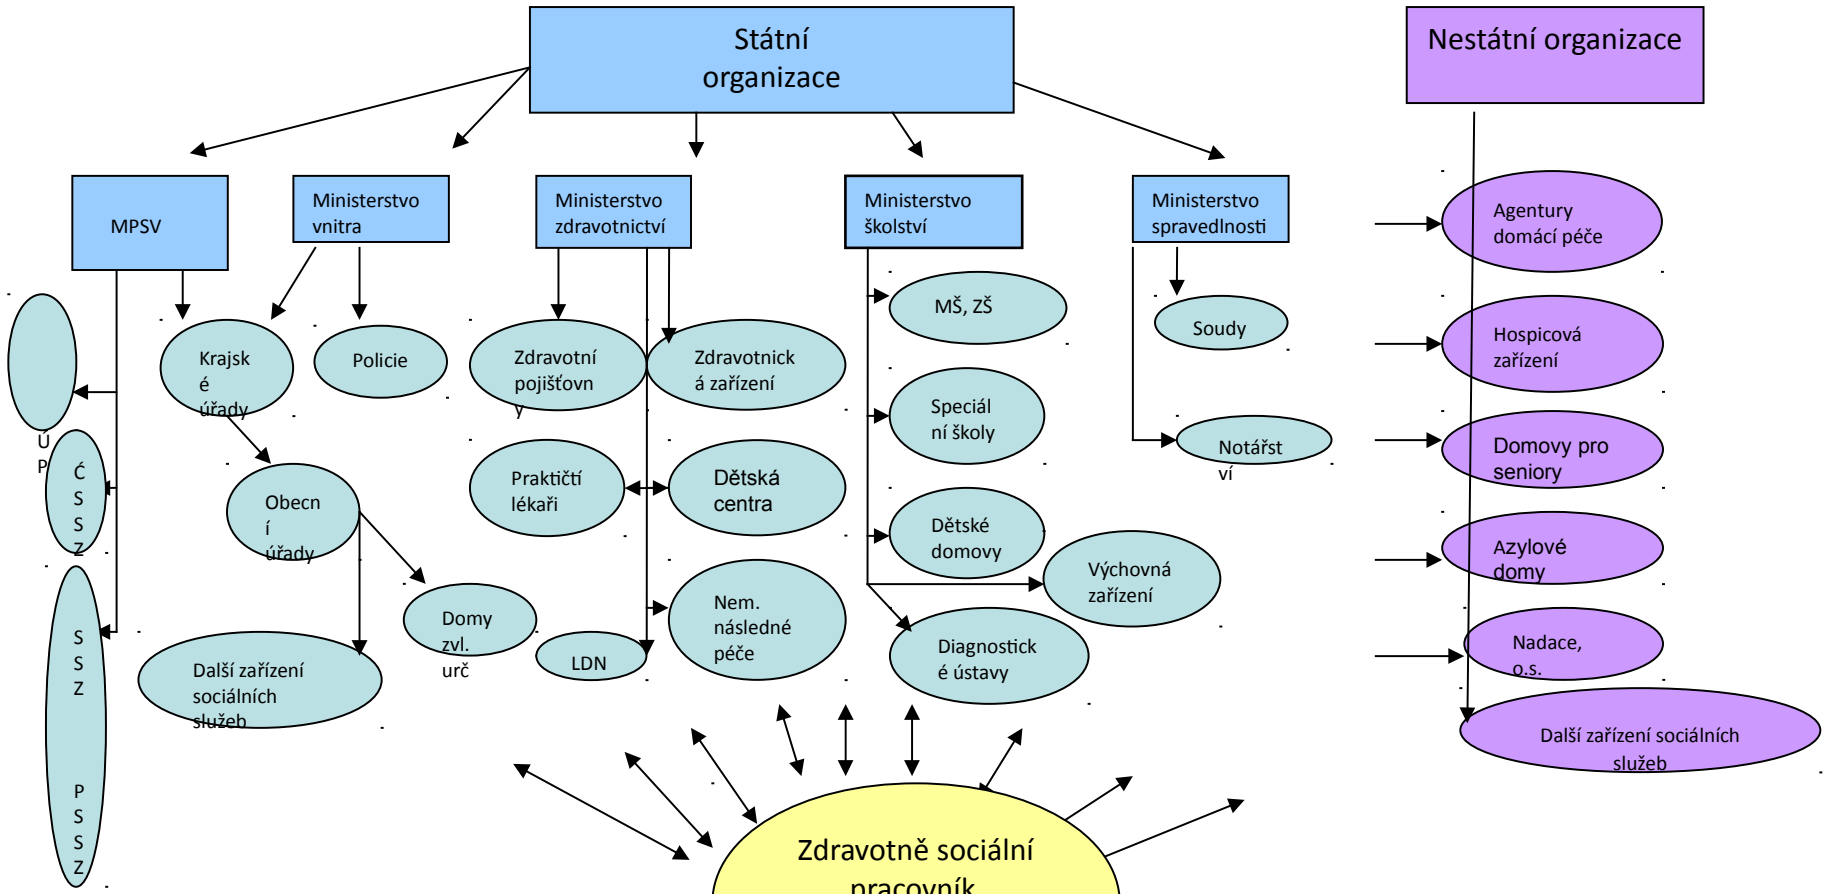 Státní
organizace
Nestátní organizace
MPSV
Ministerstvo
vnitra
Ministerstvo
zdravotnictví
Ministerstvo
školství
Ministerstvo
spravedlnosti
Ú
P
Ć
S
S
Z
S
S
Z
P
S
S
Z
Krajsk
é
úřady
Policie
Obecn
í
úřady
Domy
zvl.
urč
Další zařízení
sociálních
služeb
Zdravotní
pojišťovn
y
Zdravotnick
á zařízení
Praktičtí
lékaři
Dětská
centra
Nem.
následné
péče
LDN
MŠ, ZŠ
Speciál
ní školy
Dětské
domovy
Výchovná
zařízení
Diagnostick
é ústavy
Soudy
Notářst
ví
Agentury
domácí péče
Hospicová
zařízení
Domovy pro
seniory
Azylové
domy
Nadace,
o.s.
Další zařízení sociálních
služeb
Zdravotně sociální
pracovník